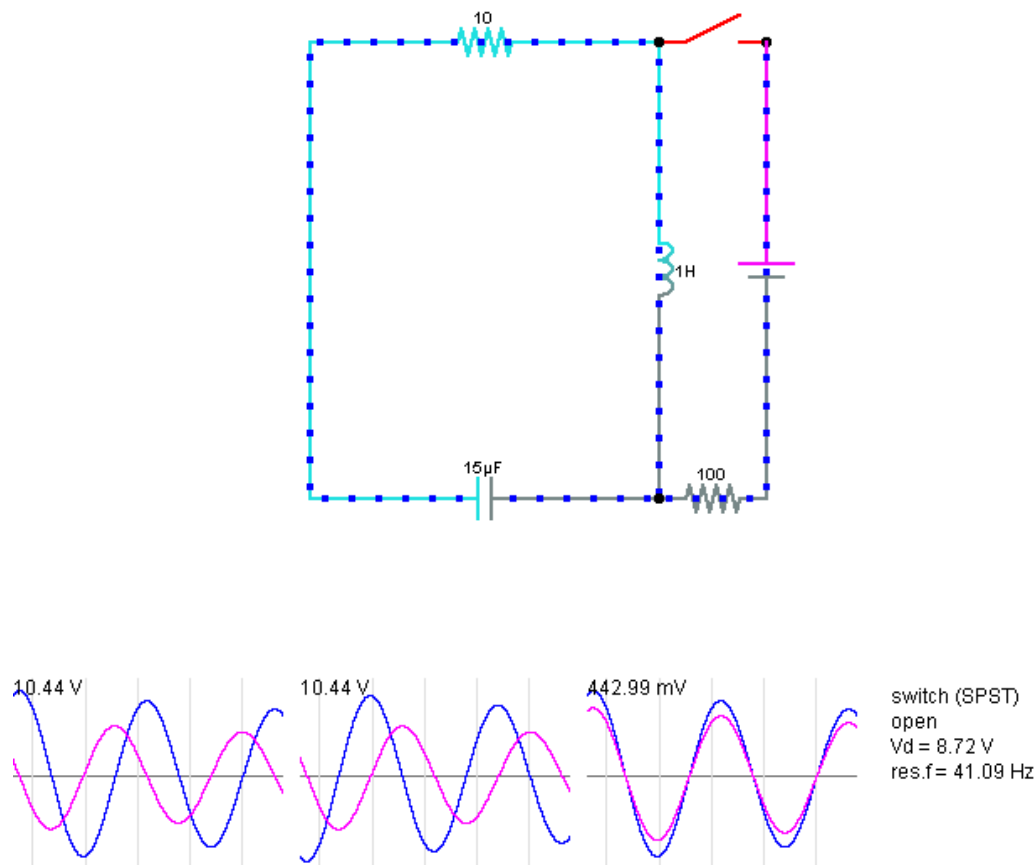 10
1H
15μF
100
10.44 V
10.44 V
442.99 mV
switch (SPST)
open
Vd = 8.72 V
res.f = 41.09 Hz